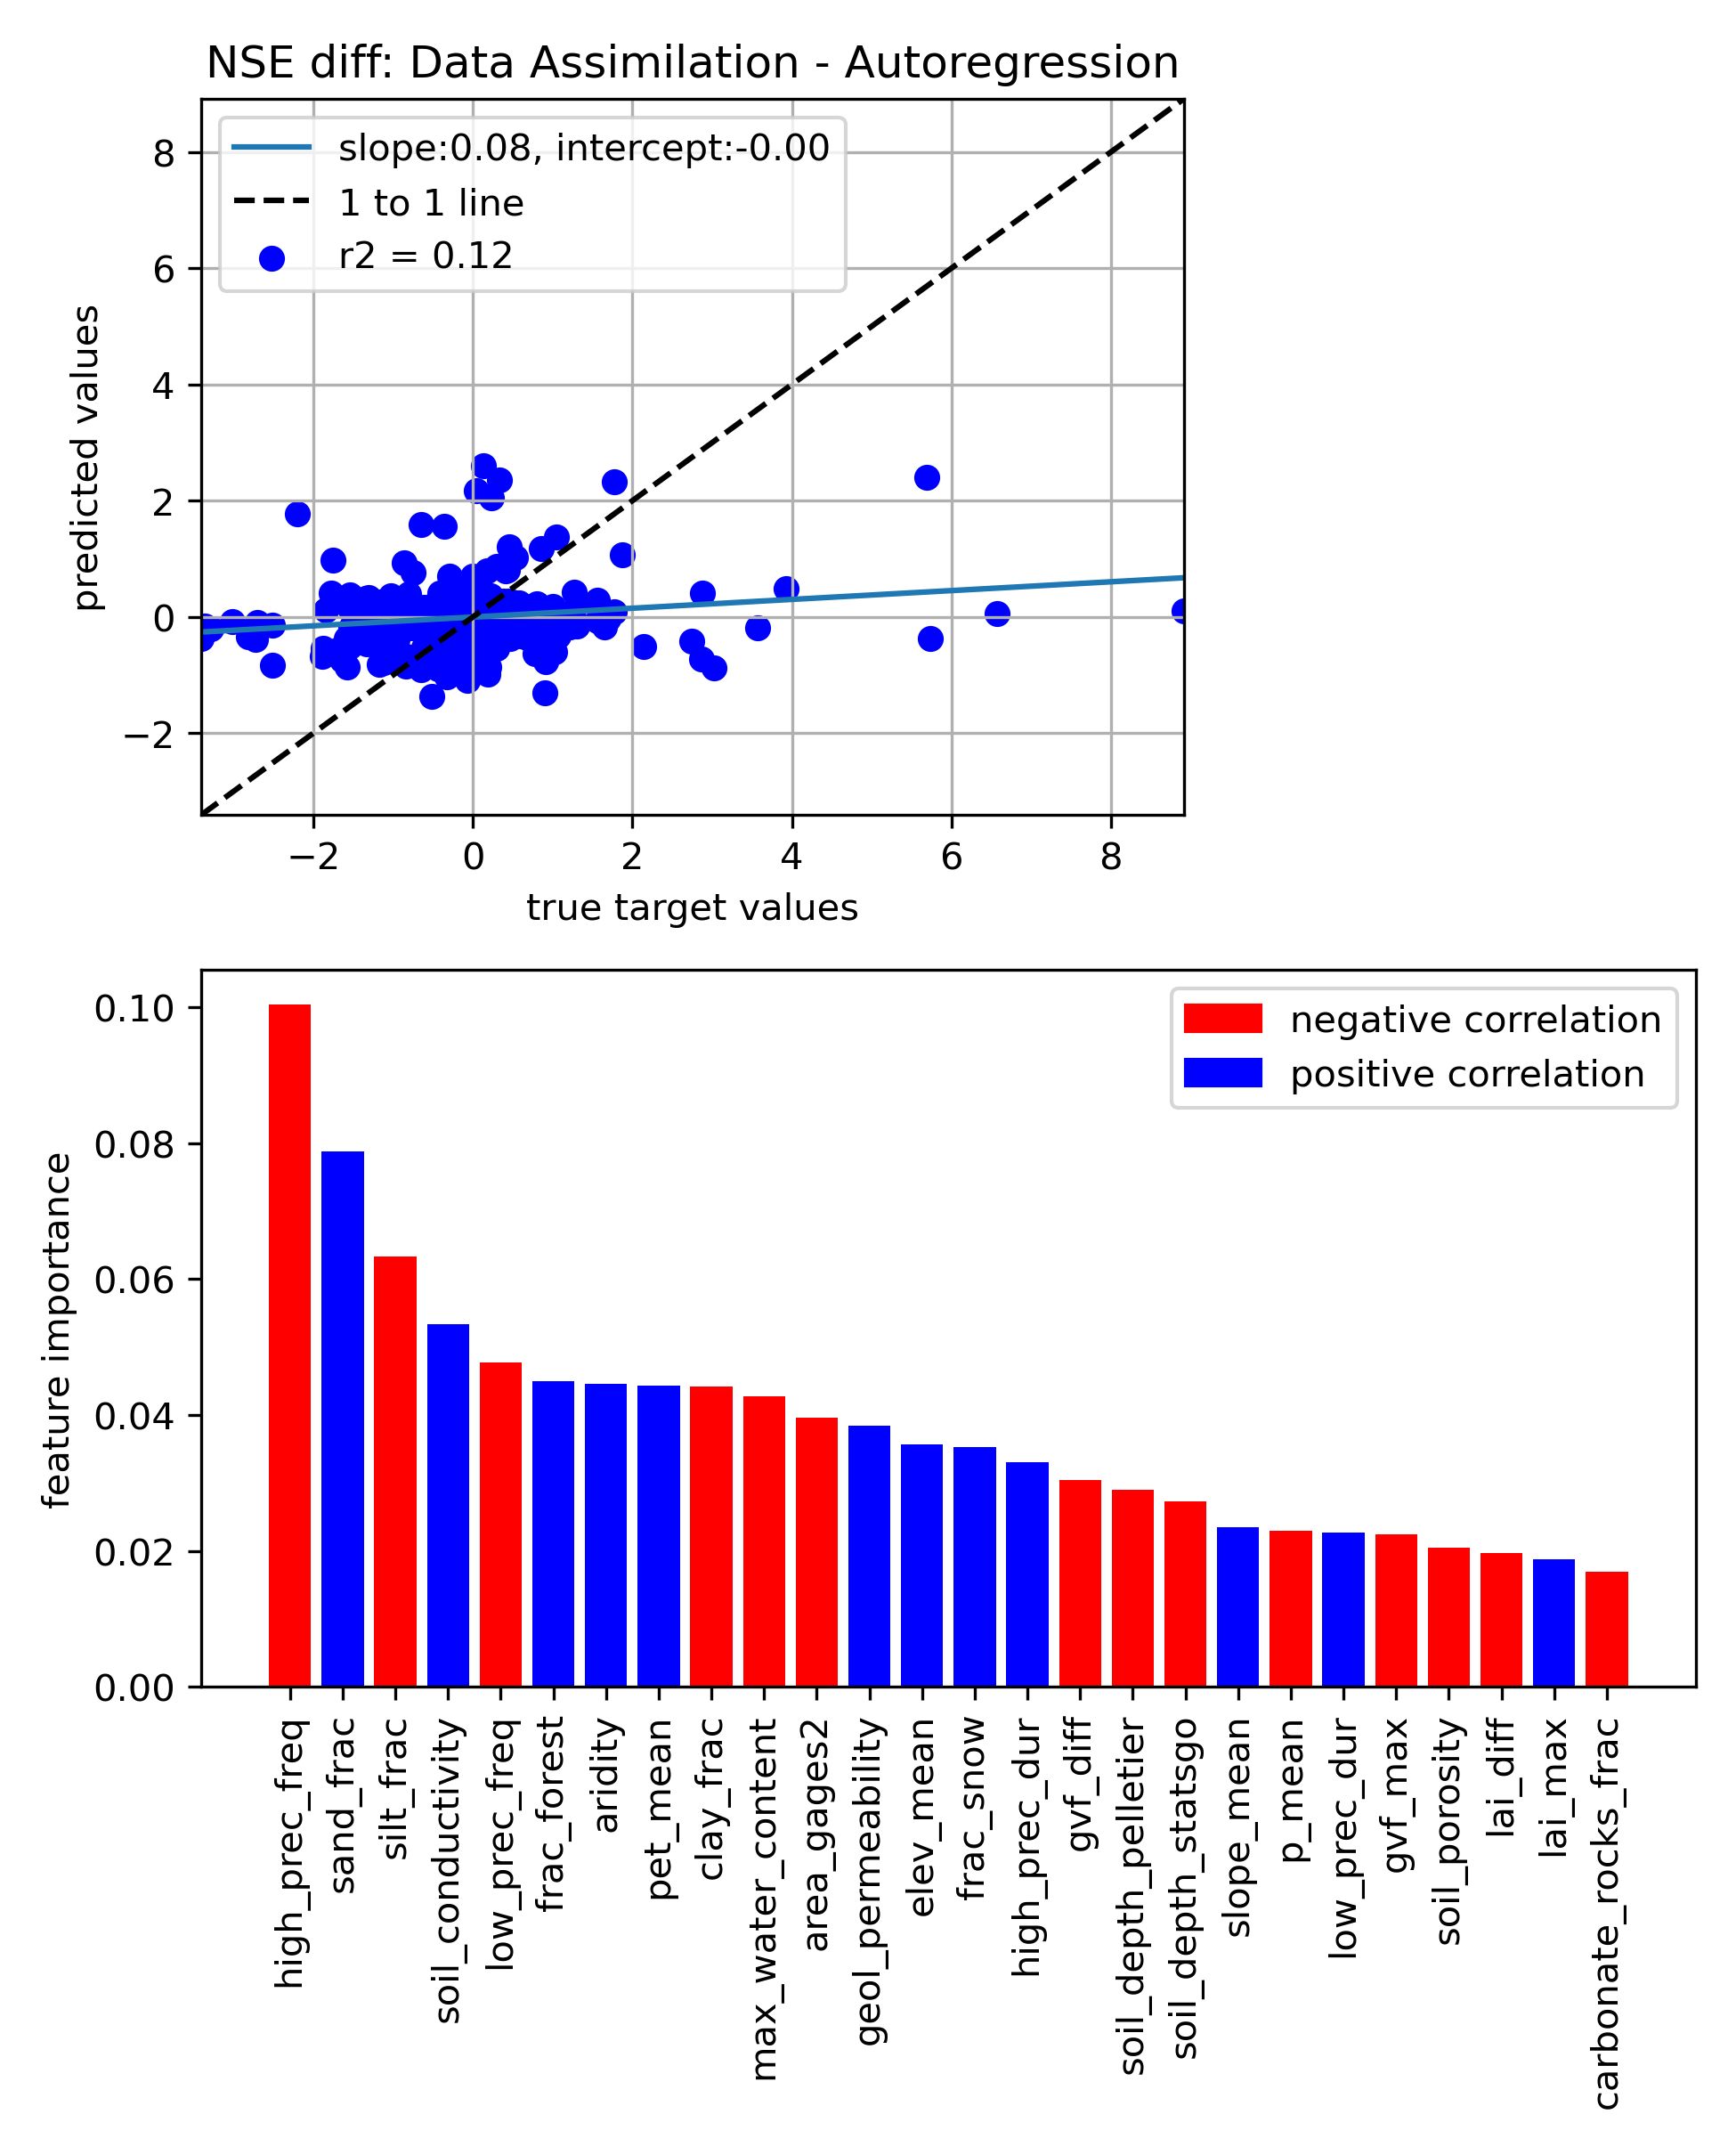 NSE diff: Data Assimilation - Autoregression
slope:0.08, intercept:-0.00
1 to 1 line
r2 = 0.12
predicted values
8
6
4
2
0
−2
−2 0 2 4 6 8
true target values
negative correlation
positive correlation
feature importance
0.10
0.08
0.06
0.04
0.02
0.00
high_prec_freq
sand_frac
silt_frac
soil_conductivity
low_prec_freq
frac_forest
aridity
pet_mean
clay_frac
max_water_content
area_gages2
geol_permeability
elev_mean
frac_snow
high_prec_dur
gvf_diff
soil_depth_pelletier
soil_depth_statsgo
slope_mean
p_mean
low_prec_dur
gvf_max
soil_porosity
lai_diff
lai_max
carbonate_rocks_frac